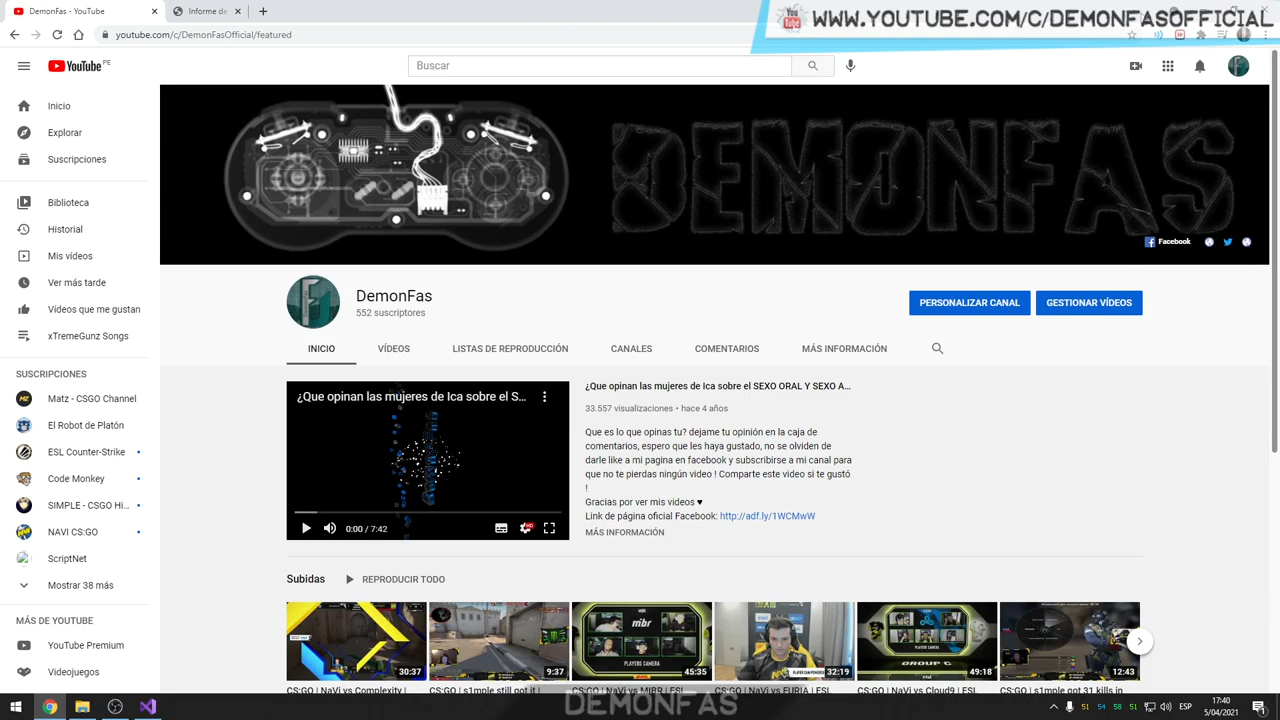 DemonFas - YouTube
Informe de
WWW.YOUTUBE.COM/C/DEMONFASOFFICIAL
youtube.com/c/DemonFasOfficial/featured
YouTube PE
Buscar
Inicio
Explorar
Suscripciones
Biblioteca
Historial
Mis vídeos
Ver más tarde
Vídeos que me gustan
xTremeGunz Songs
SUSCRIPCIONES
Matz - CSGO Channel
El Robot de Platón
ESL Counter-Strike
Code Monkey
SIMPLE - CSGO Hi...
NAVI CS:GO
ScriptNet
Mostrar 38 más
MÁS DE YOUTUBE
YouTube Premium
Videojuegos
DEMONFAS
Facebook
DemonFas
552 suscriptores
PERSONALIZAR CANAL
GESTIONAR VÍDEOS
INICIO
VÍDEOS
LISTAS DE REPRODUCCIÓN
CANALES
COMENTARIOS
MÁS INFORMACIÓN
¿Que opinan las mujeres de Ica sobre el S...
0:00 / 7:42
¿Que opinan las mujeres de Ica sobre el SEXO ORAL Y SEXO A...
33.557 visualizaciones • hace 4 años
Que es lo que opinas tu? dejame tu opinión en la caja de
comentarios, espero que les haya gustado, no se olviden de
darle like a mi pagina en facebook y subscribirse a mi canal para
que no te pierdas ningún video ! Comparte este video si te gustó
!
Gracias por ver mis videos ♥
Link de página oficial Facebook: http://adf.ly/1WCMwW
MÁS INFORMACIÓN
Subidas
REPRODUCIR TODO
30:37
9:37
mibr
PLAYERS CAMERA
45:35
32:19
PLAYERS CAMERA
GROUP C
49:18
12:43
CS:GO | NaVi vs Complexity |
CS:GO | s1mple still got it |
CS:GO | NaVi vs MIBR | ESL
CS:GO | NaVi vs FURIA | ESL
CS:GO | NaVi vs Cloud9 | ESL
CS:GO | s1mple got 31 kills in
DEMONFAS
51
54
58
51
ESP
17:40
5/04/2021